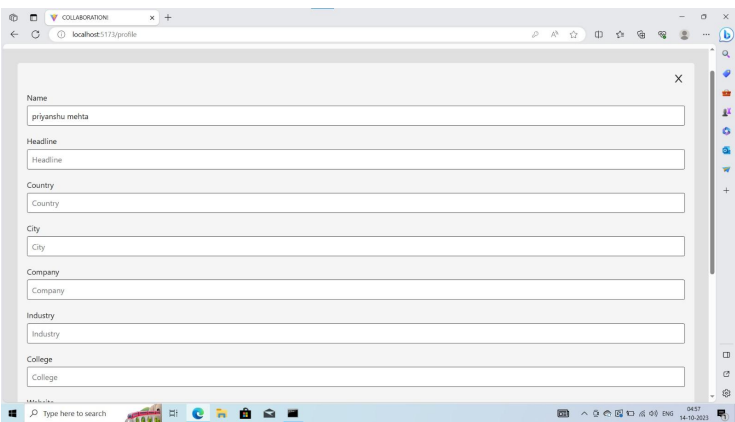 COLLABORATION:
localhost:5173/profile
X
Name
priyanshu mehta
Headline
Headline
Country
Country
City
City
Company
Company
Industry
Industry
College
College
Website
Type here to search
ENG
04:57
14-10-2023